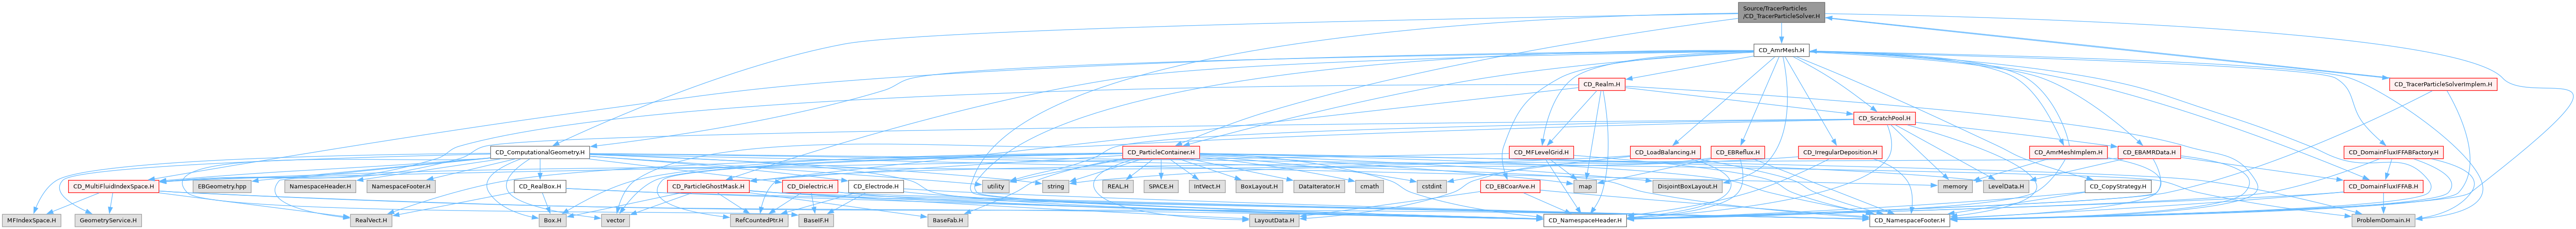 Source/TracerParticles
/CD_TracerParticleSolver.H
CD_AmrMesh.H
CD_Realm.H
CD_TracerParticleSolverImplem.H
CD_ScratchPool.H
CD_ComputationalGeometry.H
CD_ParticleContainer.H
CD_MFLevelGrid.H
CD_LoadBalancing.H
CD_EBReflux.H
CD_IrregularDeposition.H
CD_AmrMeshImplem.H
CD_EBAMRData.H
CD_DomainFluxIFFABFactory.H
CD_MultiFluidIndexSpace.H
EBGeometry.hpp
NamespaceHeader.H
NamespaceFooter.H
CD_RealBox.H
CD_ParticleGhostMask.H
CD_Dielectric.H
CD_Electrode.H
utility
string
REAL.H
SPACE.H
IntVect.H
BoxLayout.H
DataIterator.H
cmath
cstdint
CD_EBCoarAve.H
map
DisjointBoxLayout.H
memory
LevelData.H
CD_CopyStrategy.H
CD_DomainFluxIFFAB.H
MFIndexSpace.H
GeometryService.H
RealVect.H
Box.H
vector
RefCountedPtr.H
BaseIF.H
BaseFab.H
LayoutData.H
CD_NamespaceHeader.H
CD_NamespaceFooter.H
ProblemDomain.H